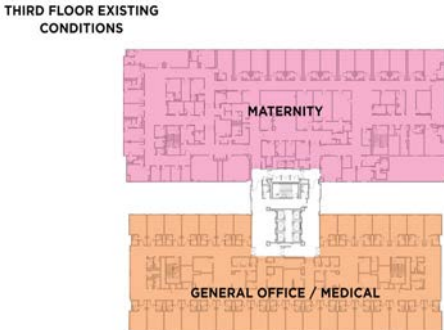 THIRD FLOOR EXISTING
CONDITIONS
MATERNITY
GENERAL OFFICE / MEDICAL